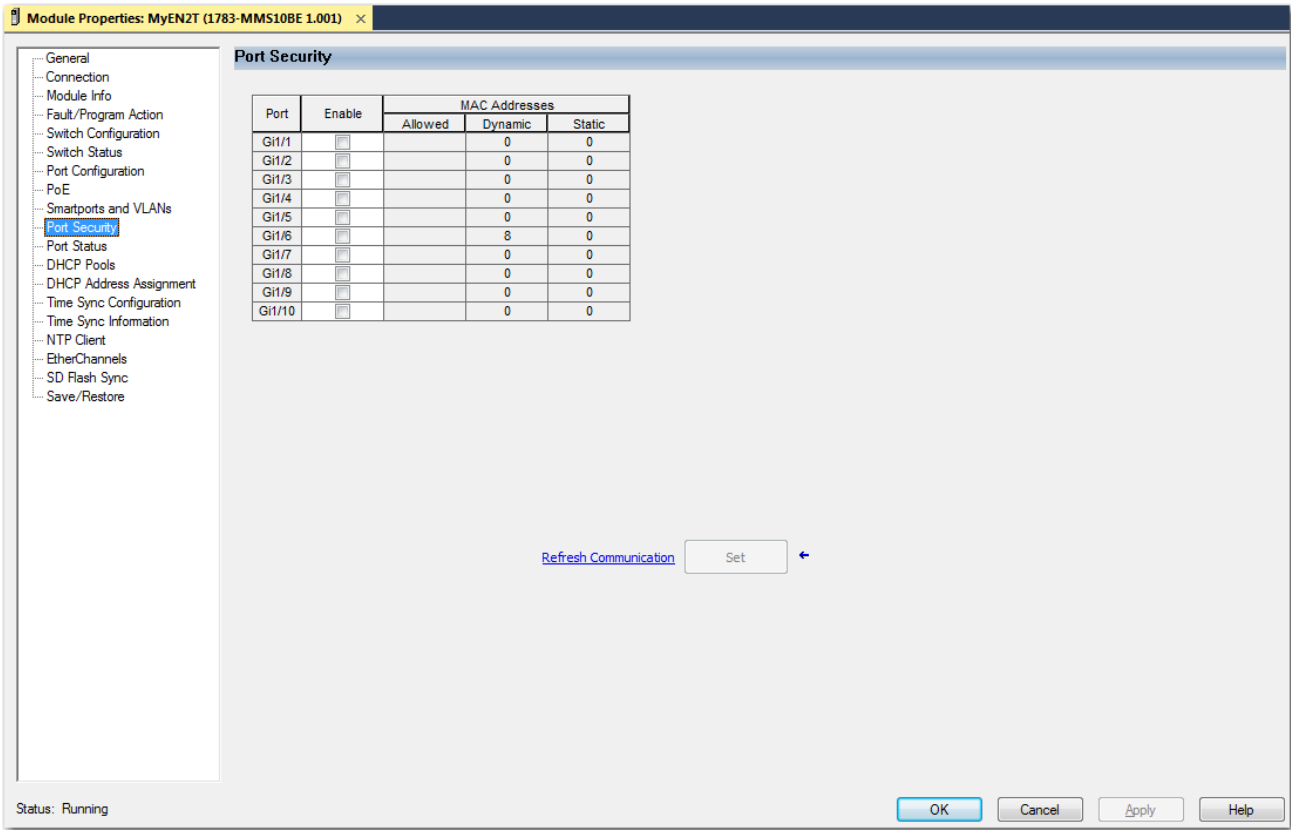 Module Properties: MyEN2T (1783-MMS10BE 1.001) ×
General
Connection
Module Info
Fault/Program Action
Switch Configuration
Switch Status
Port Configuration
PoE
Smartports and VLANs
Port Security
Port Status
DHCP Pools
DHCP Address Assignment
Time Sync Configuration
Time Sync Information
NTP Client
EtherChannels
SD Flash Sync
Save/Restore
Port Security
Port Enable MAC Addresses
Allowed Dynamic Static
Gi1/1 0 0
Gi1/2 0 0
Gi1/3 0 0
Gi1/4 0 0
Gi1/5 0 0
Gi1/6 8 0
Gi1/7 0 0
Gi1/8 0 0
Gi1/9 0 0
Gi1/10 0 0
Refresh Communication Set ←
Status: Running
OK Cancel Apply Help